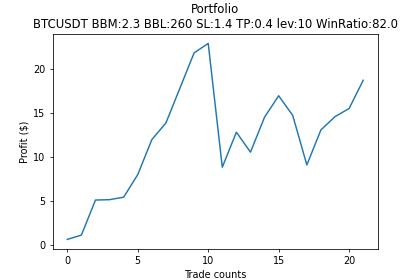 Portfolio
BTCUSDT BBM:2.3 BBL:260 SL:1.4 TP:0.4 lev:10 WinRatio:82.0
Profit ($)
20
15
10
5
0
0 5 10 15 20
Trade counts